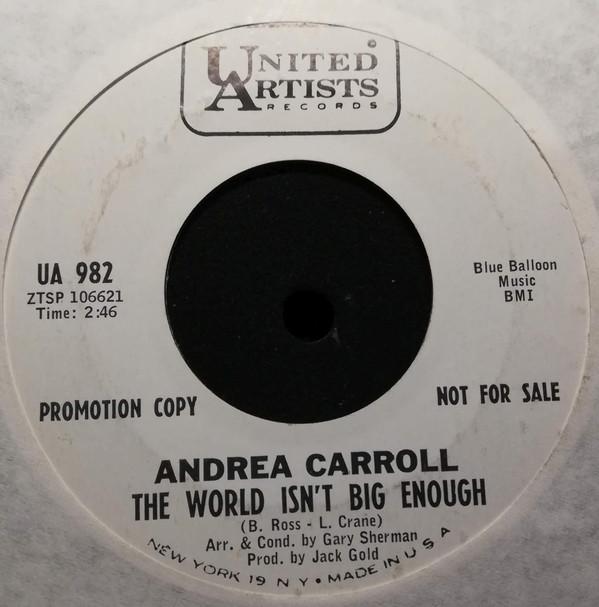 UNITED ©
ARTISTS
RECORDS
UA 982
ZTSP 106621
Time: 2:46
Blue Balloon
Music
BMI
PROMOTION COPY
NOT FOR SALE
ANDREA CARROLL
THE WORLD ISN'T BIG ENOUGH
(B. Ross - L. Crane)
Arr. & Cond. by Gary Sherman
Prod. by Jack Gold
NEW YORK 19 N Y • MADE IN U S A